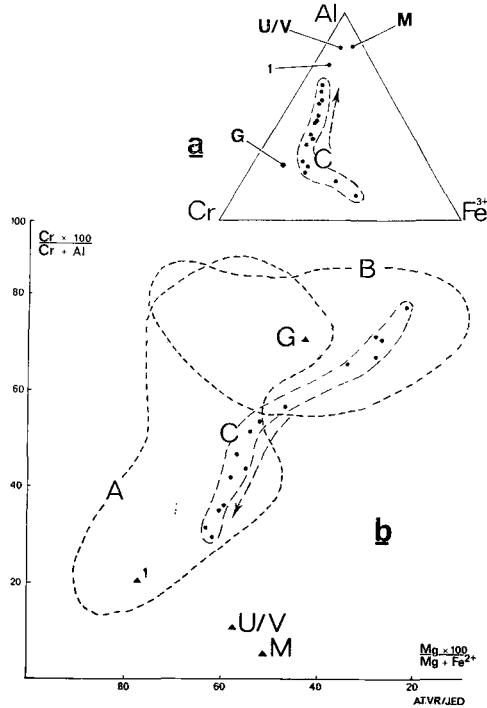 Al
U/V
M
1
G
a
C
Cr
Fe3+
100
Cr × 100
Cr + Al
B
80
G
60
C
A
40
b
1
20
U/V
M
Mg × 100
Mg + Fe2+
80
60
40
20
AT.VR/JED